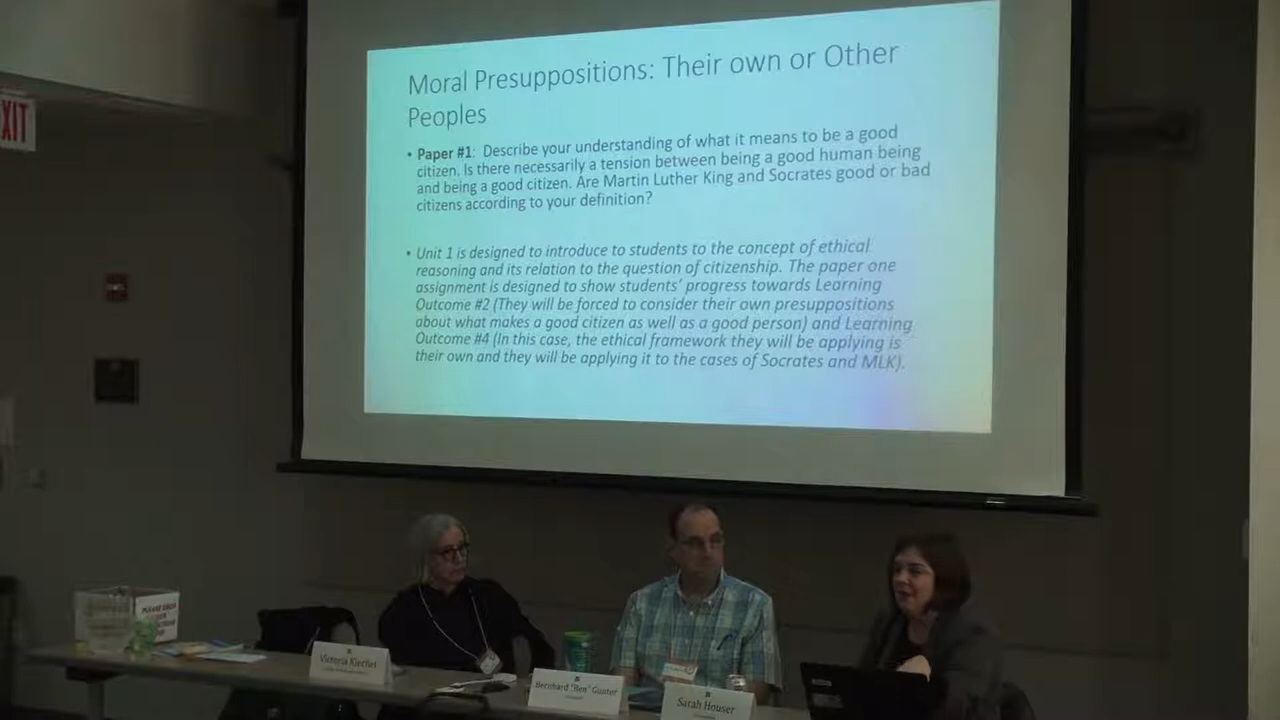 EXIT
Moral Presuppositions: Their own or Other
Peoples
• Paper #1: Describe your understanding of what it means to be a good
citizen. Is there necessarily a tension between being a good human being
and being a good citizen. Are Martin Luther King and Socrates good or bad
citizens according to your definition?
• Unit 1 is designed to introduce to students to the concept of ethical
reasoning and its relation to the question of citizenship. The paper one
assignment is designed to show students’ progress towards Learning
Outcome #2 (They will be forced to consider their own presuppositions
about what makes a good citizen as well as a good person) and Learning
Outcome #4 (In this case, the ethical framework they will be applying is
their own and they will be applying it to the cases of Socrates and MLK).
PLEASE
Victoria
Bernhard "Ben" Gunter
Sarah Houser